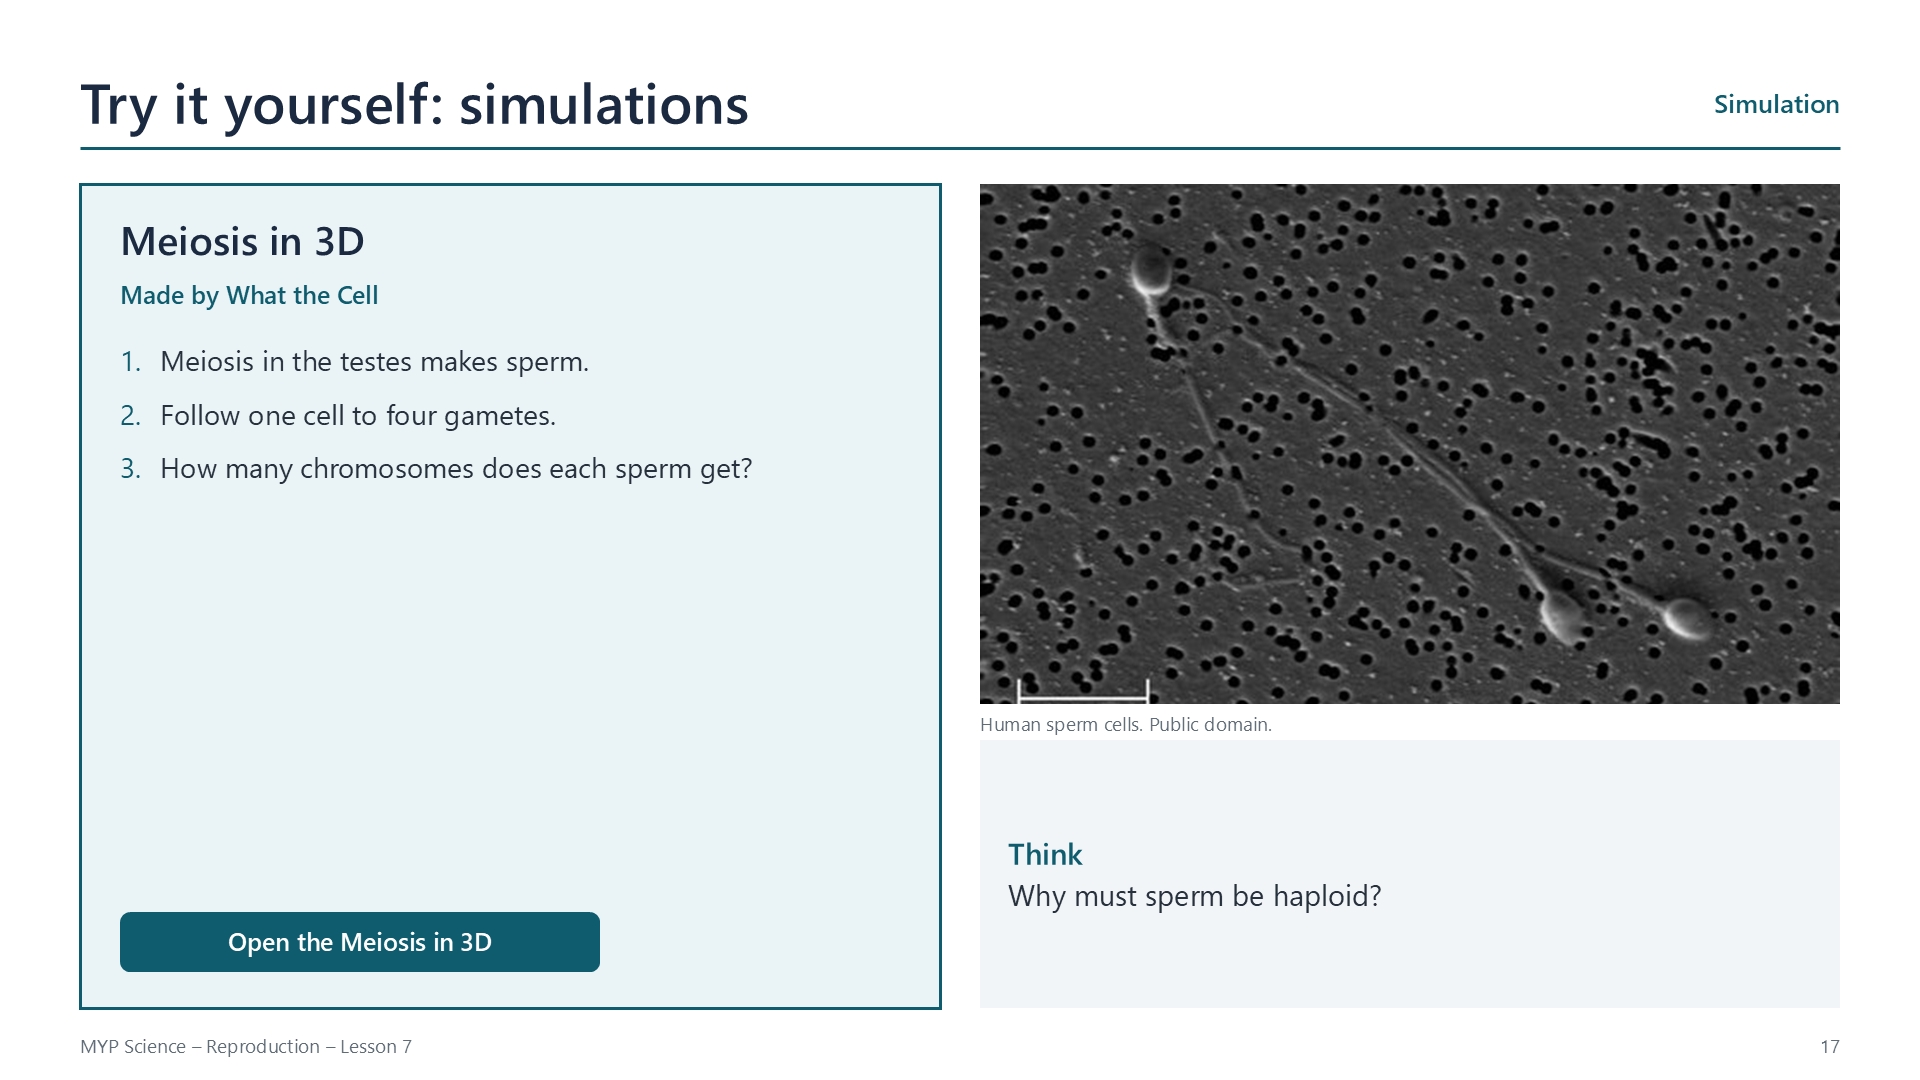 Try it yourself: simulations
Simulation
Meiosis in 3D
Made by What the Cell
1. Meiosis in the testes makes sperm.
2. Follow one cell to four gametes.
3. How many chromosomes does each sperm get?
Open the Meiosis in 3D
Human sperm cells. Public domain.
Think
Why must sperm be haploid?
MYP Science – Reproduction – Lesson 7
17